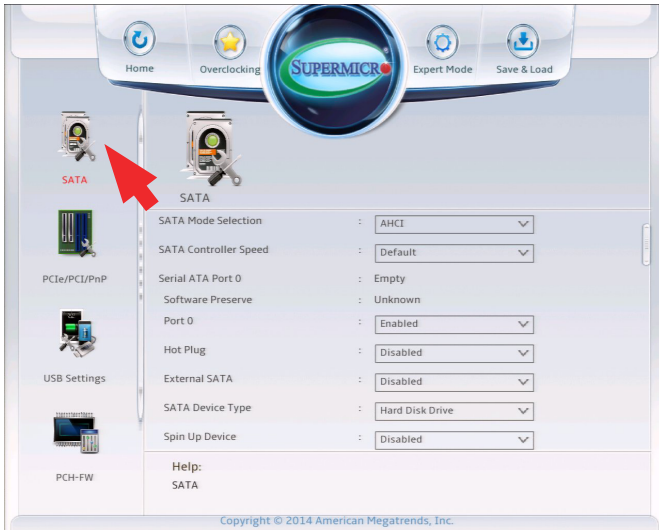 Home
Overclocking
SUPERMICR
Expert Mode
Save & Load
SATA
PCIe/PCI/PnP
USB Settings
PCH-FW
SATA
SATA Mode Selection : AHCI
SATA Controller Speed : Default
Serial ATA Port 0 : Empty
Software Preserve : Unknown
Port 0 : Enabled
Hot Plug : Disabled
External SATA : Disabled
SATA Device Type : Hard Disk Drive
Spin Up Device : Disabled
Help:
SATA
Copyright © 2014 American Megatrends, Inc.